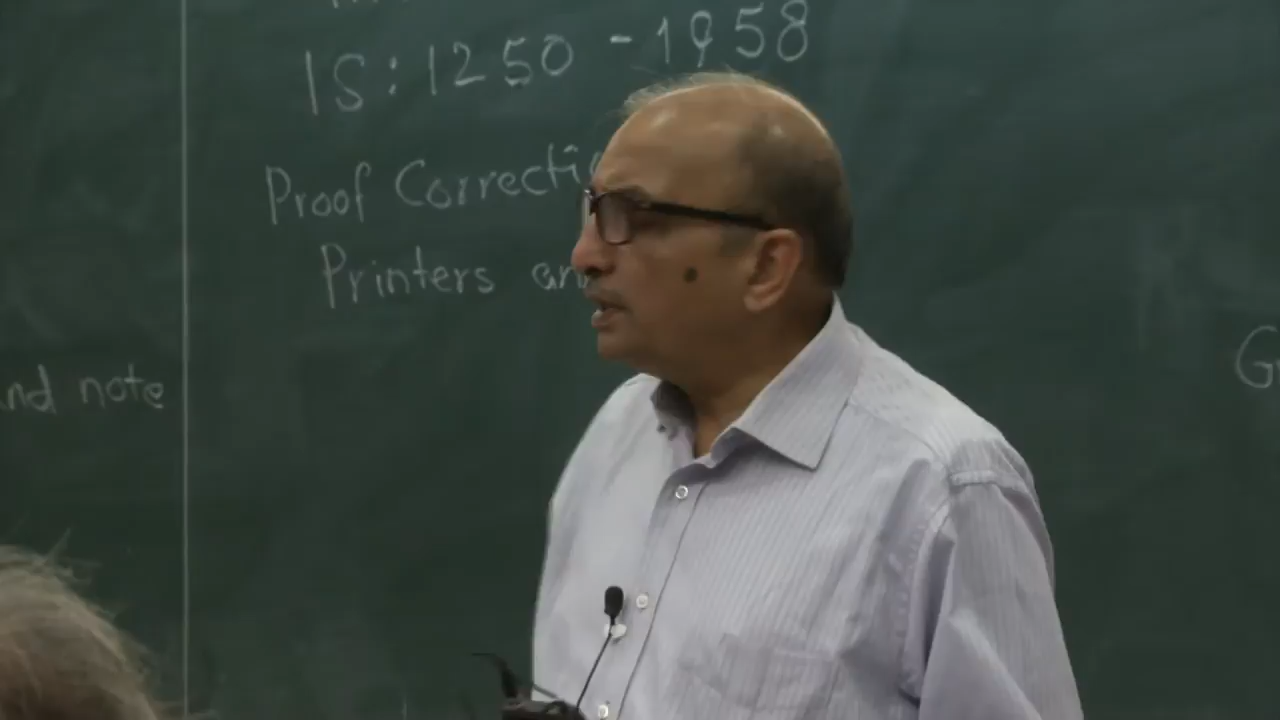 IS:1250 -1958
Proof Correcti
Printers an
nd note
G